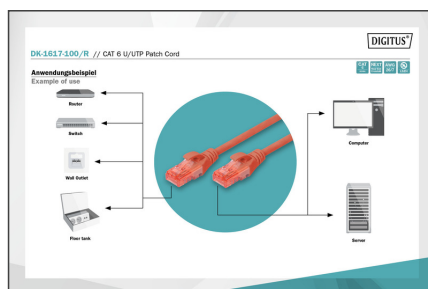 DIGITUS®
DK-1617-100/R // CAT 6 U/UTP Patch Cord
Anwendungsbeispiel
Example of use
Router
Switch
Wall Outlet
Floor tank
Computer
Server